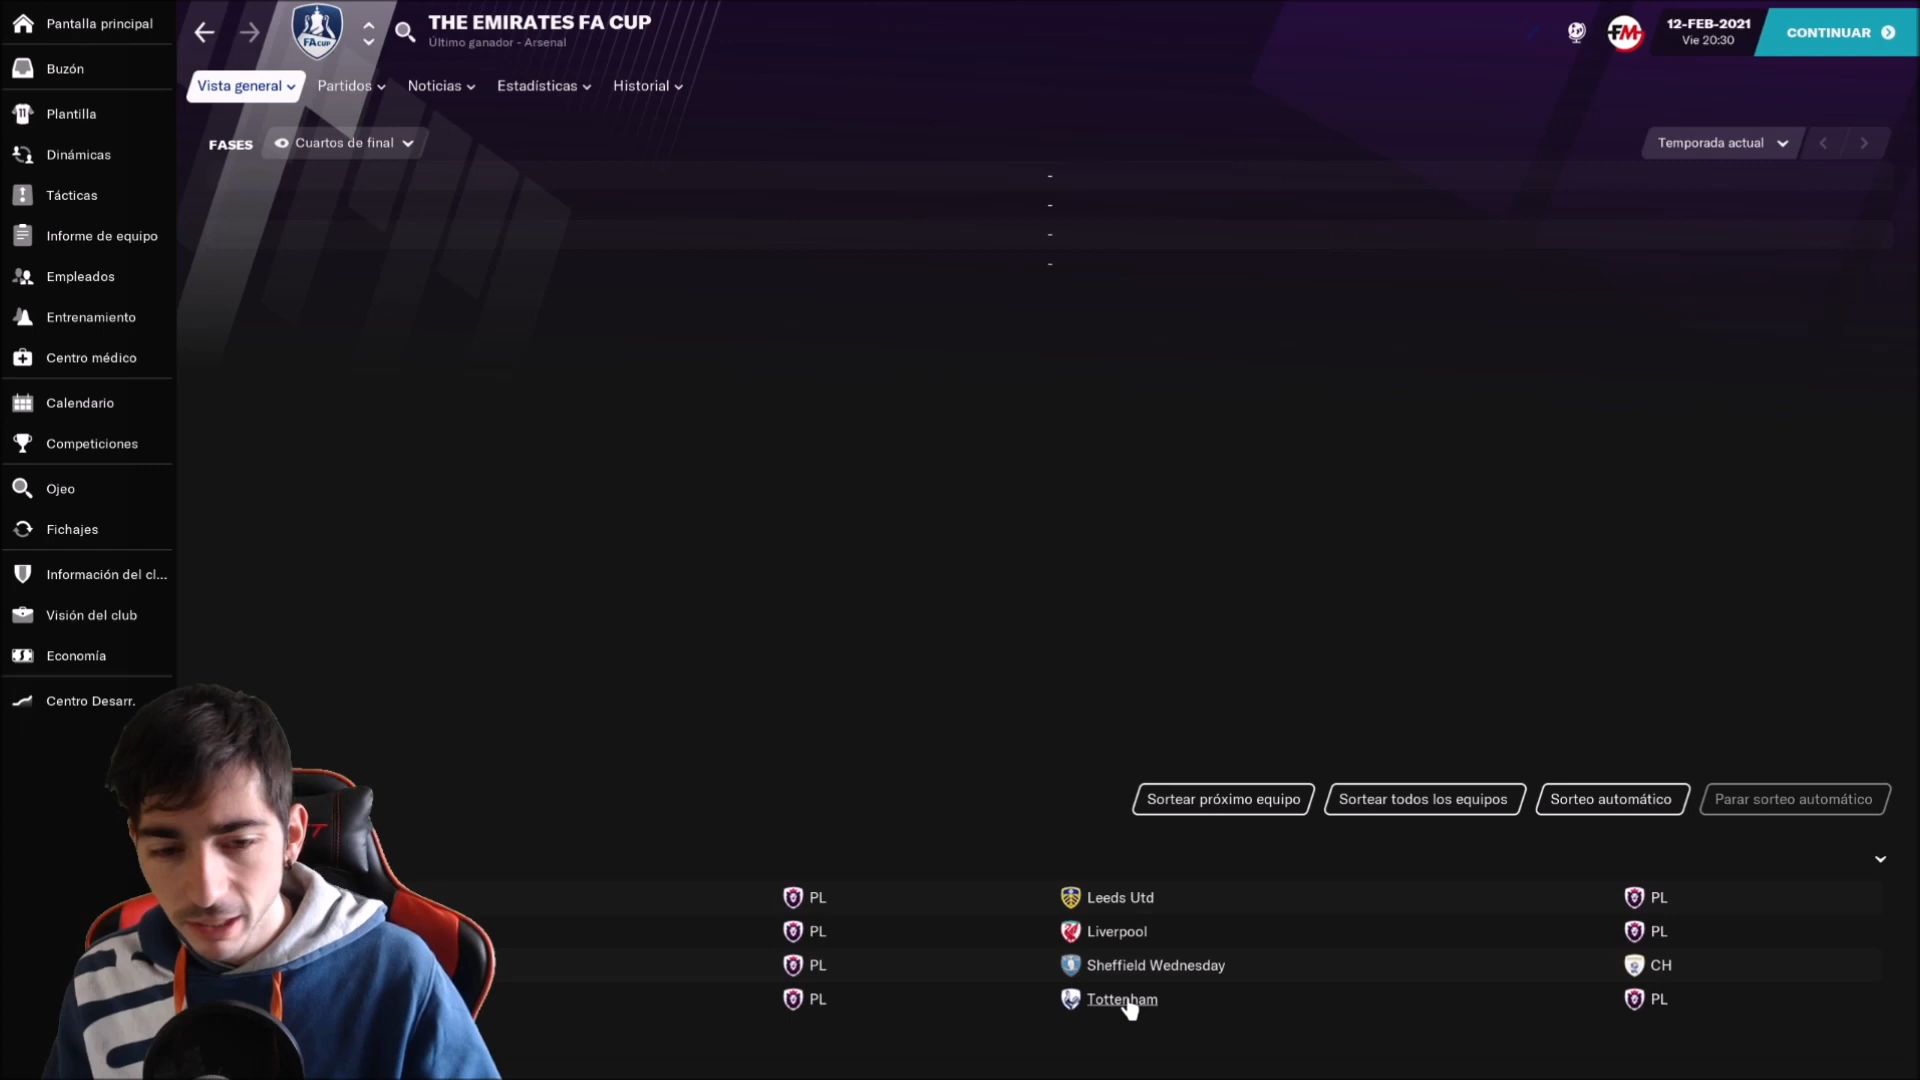 Pantalla principal
Buzón
Plantilla
Dinámicas
Tácticas
Informe de equipo
Empleados
Entrenamiento
Centro médico
Calendario
Competiciones
Ojeo
Fichajes
Información del cl...
Visión del club
Economía
Centro Desarr.
FA CUP
THE EMIRATES FA CUP
Último ganador - Arsenal
FM
12-FEB-2021
Vie 20:30
CONTINUAR
Vista general
Partidos
Noticias
Estadísticas
Historial
FASES
Cuartos de final
Temporada actual
-
-
-
-
Sortear próximo equipo
Sortear todos los equipos
Sorteo automático
Parar sorteo automático
PL Leeds Utd PL
PL Liverpool PL
PL Sheffield Wednesday CH
PL Tottenham PL